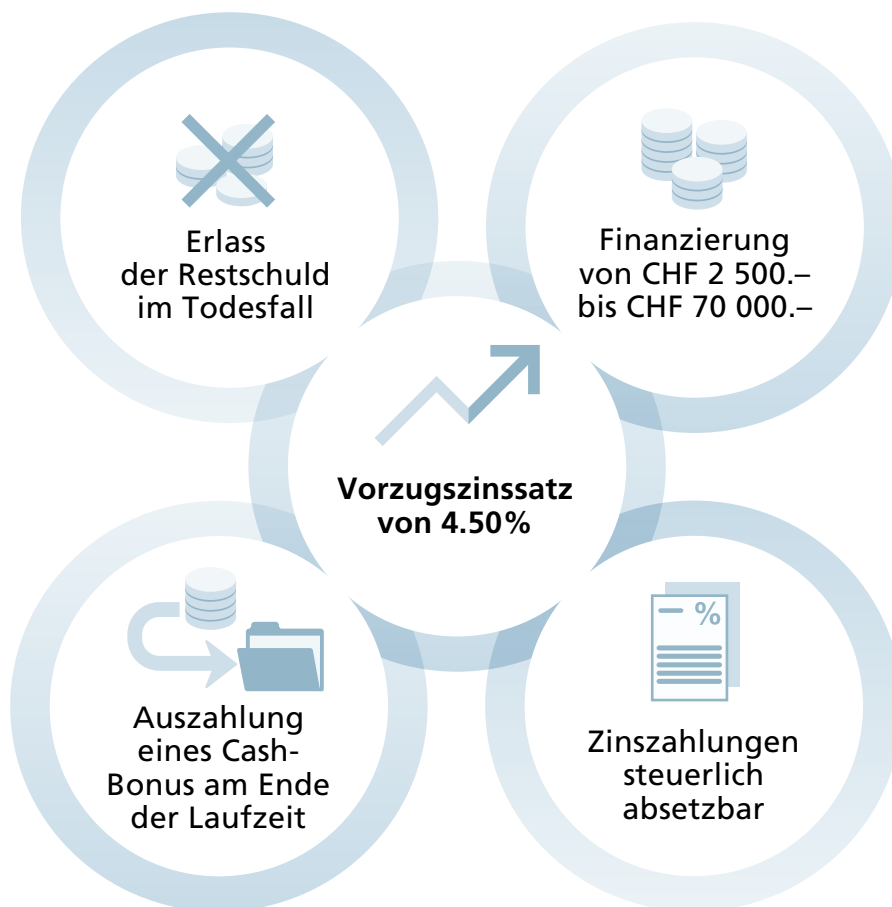 Erlass
der Restschuld
im Todesfall
Finanzierung
von CHF 2 500.–
bis CHF 70 000.–
Vorzugszinssatz
von 4.50%
Auszahlung
eines Cash-
Bonus am Ende
der Laufzeit
– %
Zinszahlungen
steuerlich
absetzbar